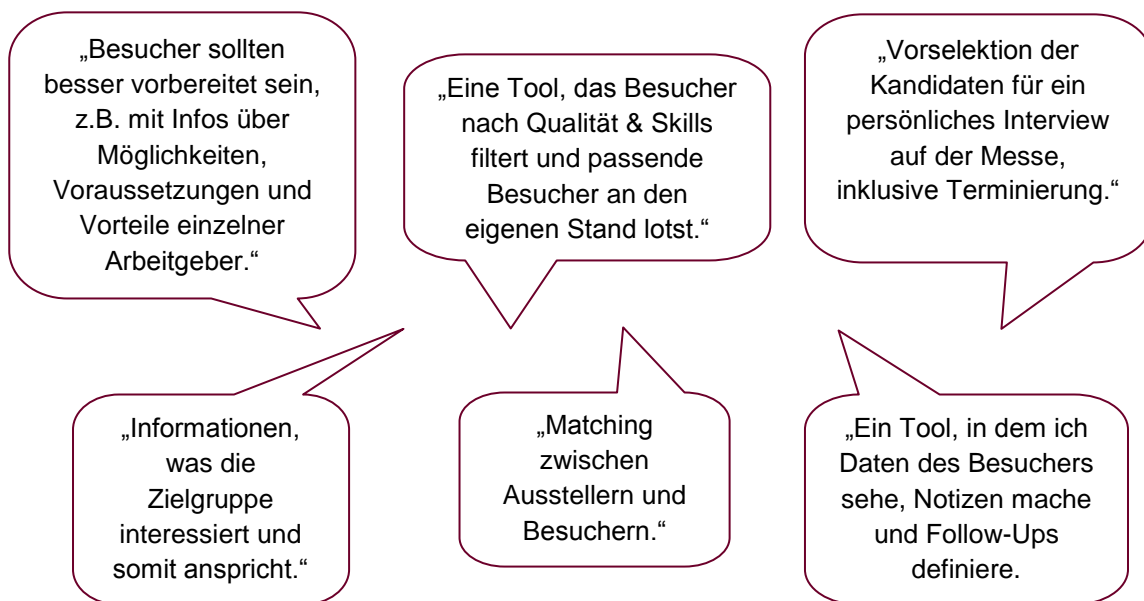 „Besucher sollten
besser vorbereitet sein,
z.B. mit Infos über
Möglichkeiten,
Voraussetzungen und
Vorteile einzelner
Arbeitgeber.“
„Eine Tool, das Besucher
nach Qualität & Skills
filtert und passende
Besucher an den
eigenen Stand lotst.“
„Vorselektion der
Kandidaten für ein
persönliches Interview
auf der Messe,
inklusive Terminierung.“
„Informationen,
was die
Zielgruppe
interessiert und
somit anspricht.“
„Matching
zwischen
Ausstellern und
Besuchern.“
„Ein Tool, in dem ich
Daten des Besuchers
sehe, Notizen mache
und Follow-Ups
definiere.